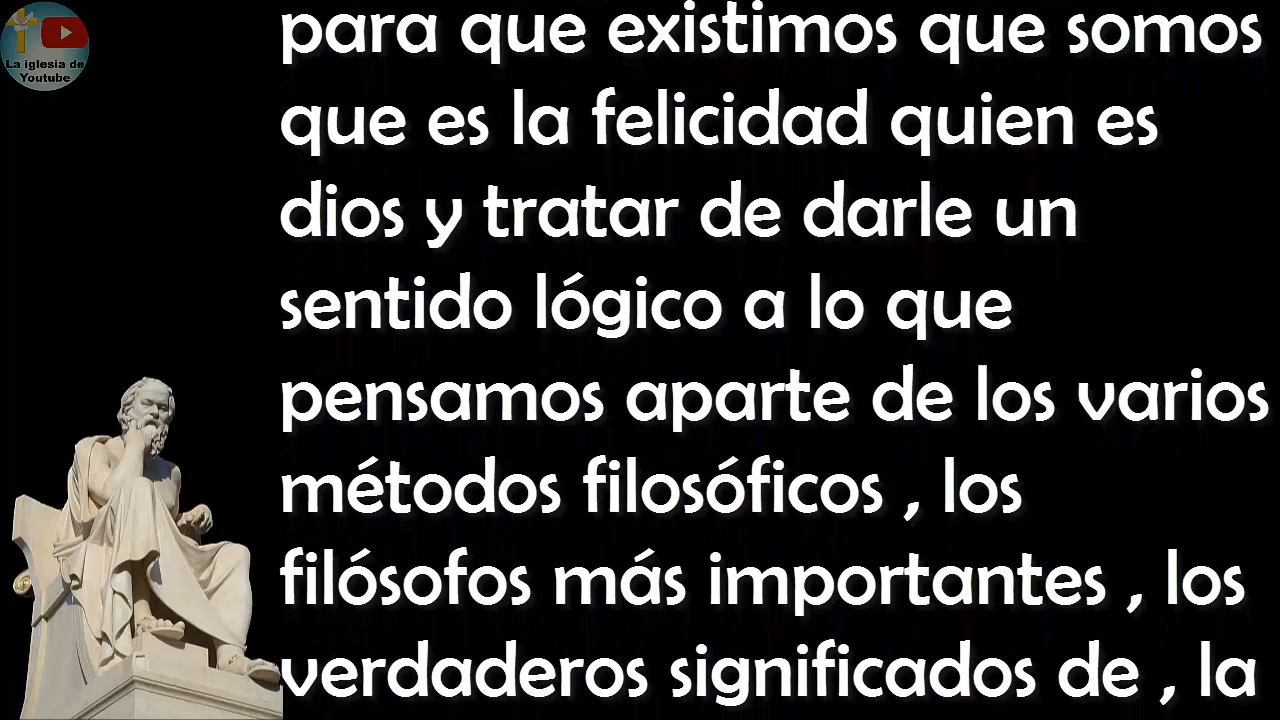 La iglesia de
Youtube
para que existimos que somos
que es la felicidad quien es
dios y tratar de darle un
sentido lógico a lo que
pensamos aparte de los varios
métodos filosóficos , los
filósofos más importantes , los
verdaderos significados de , la